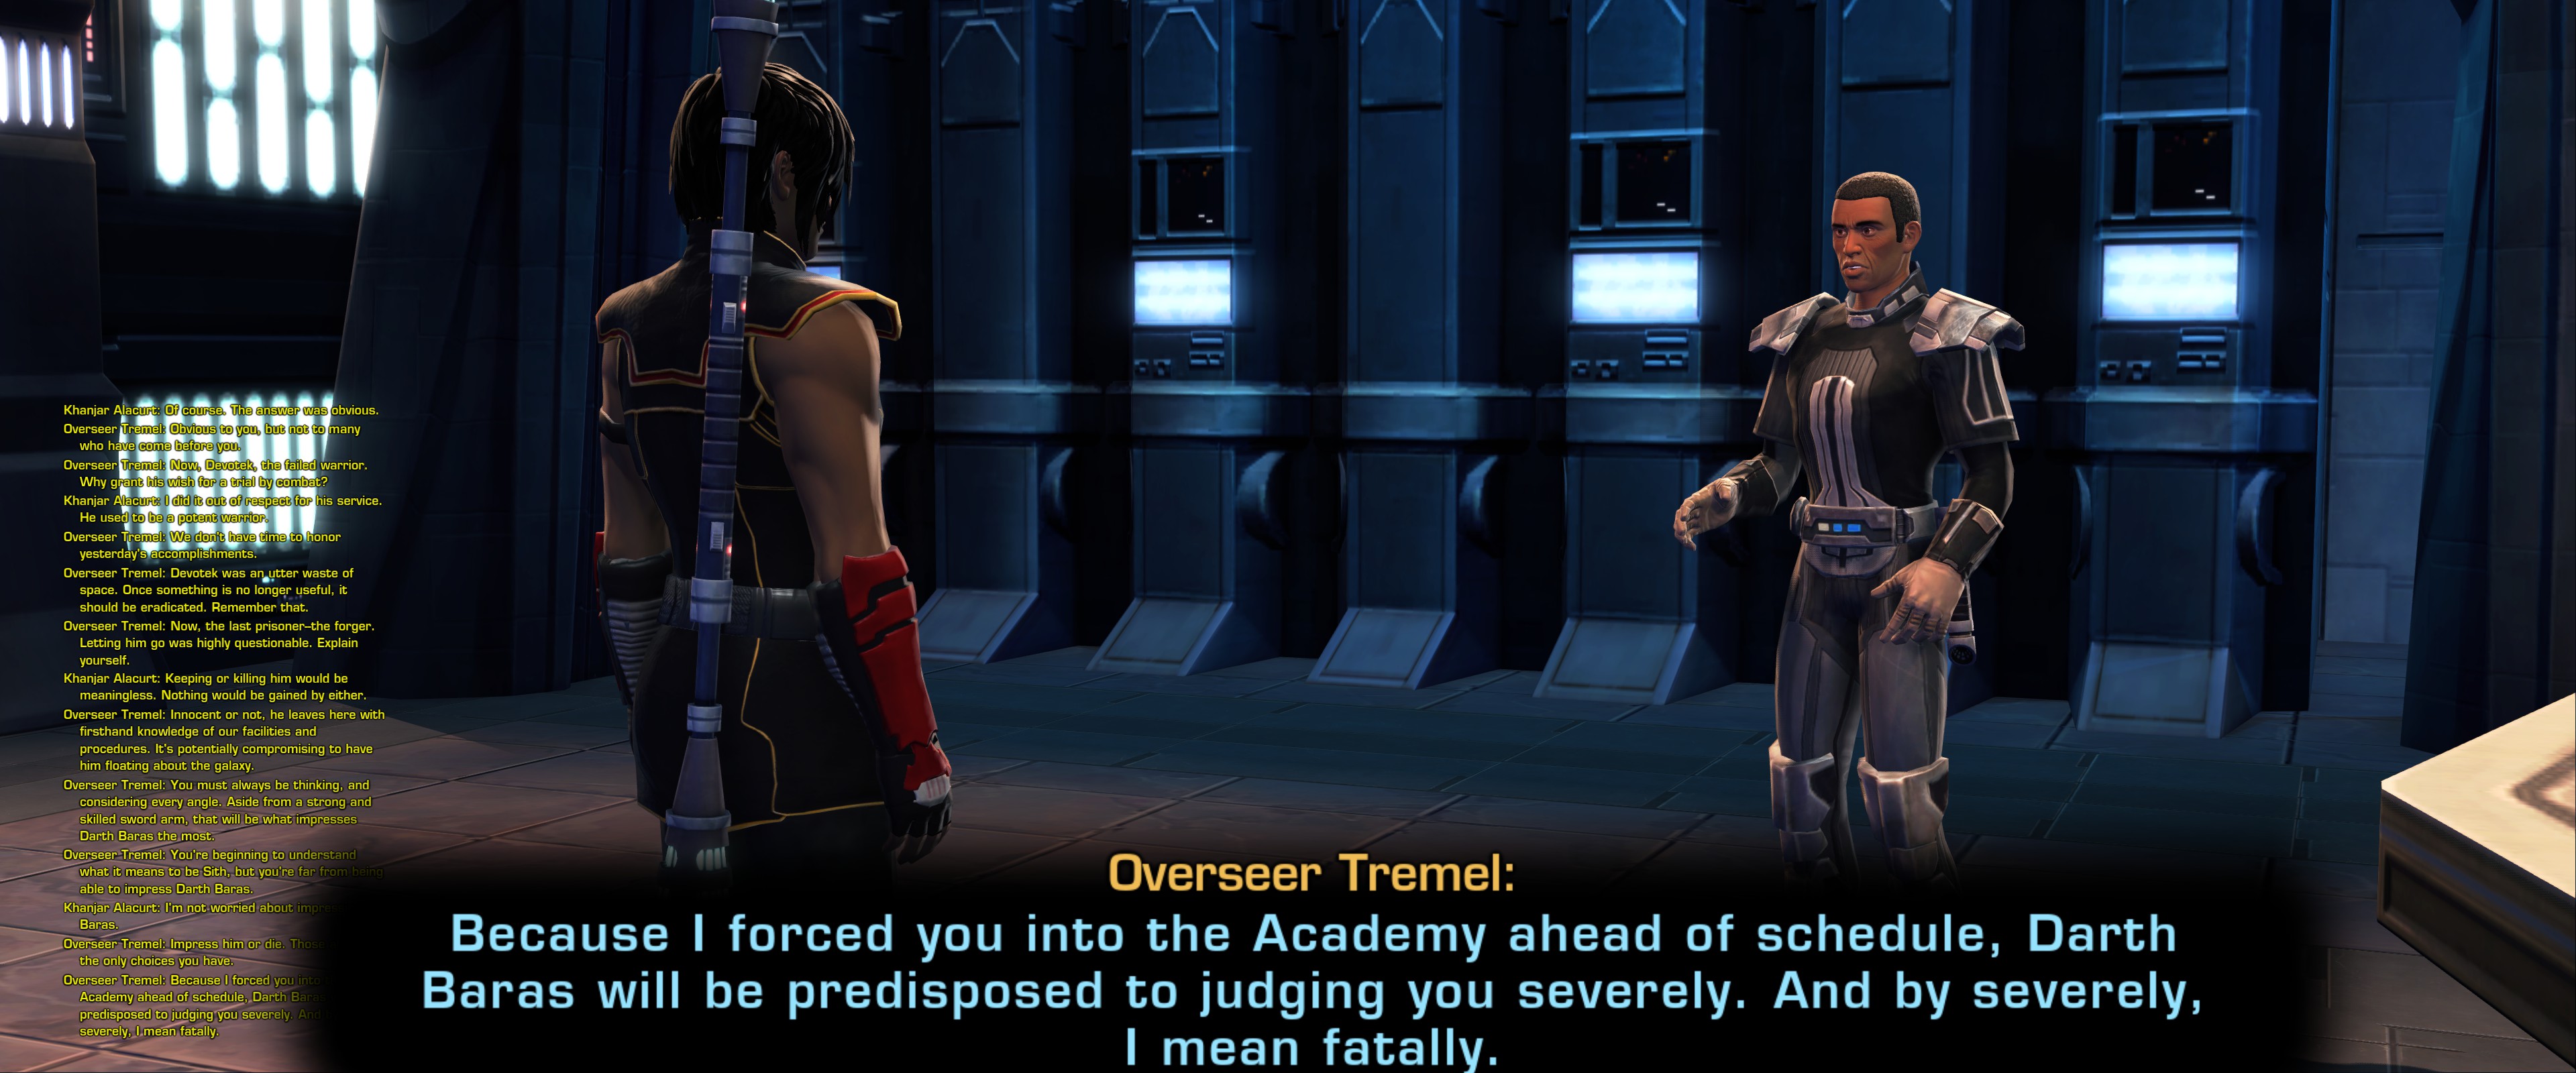 Khanjar Alacurt: Of course. The answer was obvious.
Overseer Tremel: Obvious to you, but not to many
who have come before you.
Overseer Tremel: Now, Devotek, the failed warrior.
Why grant his wish for a trial by combat?
Khanjar Alacurt: I did it out of respect for his service.
He used to be a potent warrior.
Overseer Tremel: We don't have time to honor
yesterday's accomplishments.
Overseer Tremel: Devotek was an utter waste of
space. Once something is no longer useful, it
should be eradicated. Remember that.
Overseer Tremel: Now, the last prisoner–the forger.
Letting him go was highly questionable. Explain
yourself.
Khanjar Alacurt: Keeping or killing him would be
meaningless. Nothing would be gained by either.
Overseer Tremel: Innocent or not, he leaves here with
firsthand knowledge of our facilities and
procedures. It's potentially compromising to have
him floating about the galaxy.
Overseer Tremel: You must always be thinking, and
considering every angle. Aside from a strong and
skilled sword arm, that will be what impresses
Darth Baras the most.
Overseer Tremel: You're beginning to understand
what it means to be Sith, but you're far from being
able to impress Darth Baras.
Khanjar Alacurt: I'm not worried about
Baras.
Overseer Tremel: Impress him or die.
the only choices you have.
Overseer Tremel: Because I forced you into
Academy ahead of schedule, Darth
predisposed to judging you severely. And
severely, I mean fatally.
Overseer Tremel:
Because I forced you into the Academy ahead of schedule, Darth
Baras will be predisposed to judging you severely. And by severely,
I mean fatally.